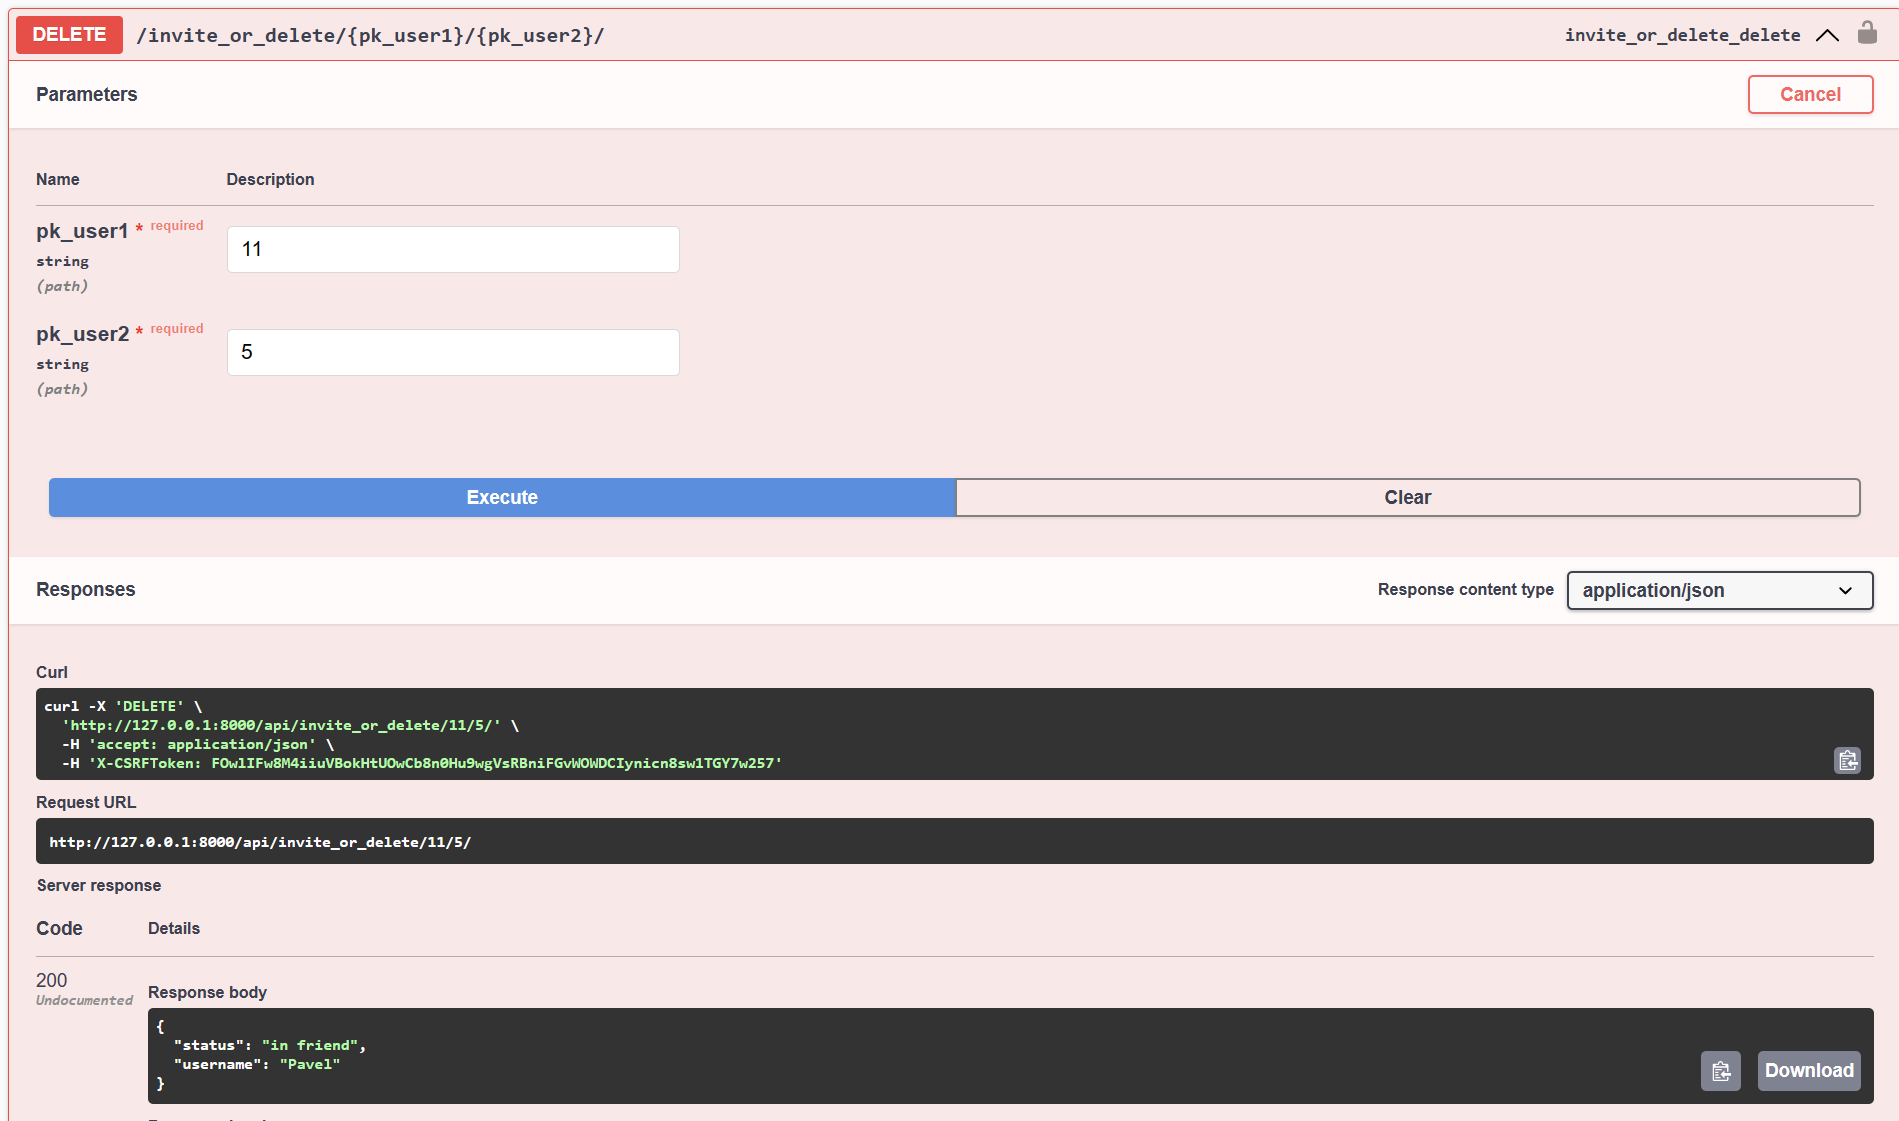 DELETE /invite_or_delete/{pk_user1}/{pk_user2}/ invite_or_delete_delete
Parameters Cancel
Name Description
pk_user1 * required
string
(path)
11
pk_user2 * required
string
(path)
5
Execute Clear
Responses Response content type application/json
Curl
curl -X 'DELETE' \
'http://127.0.0.1:8000/api/invite_or_delete/11/5/' \
-H 'accept: application/json' \
-H 'X-CSRFToken: FOwlIFw8M4iiuVBokHtUOwCb8n0Hu9wgVsRBniFGvWOWDCIynicn8sw1TGY7w257'
Request URL
http://127.0.0.1:8000/api/invite_or_delete/11/5/
Server response
Code Details
200
Undocumented
Response body
{
"status": "in friend",
"username": "Pavel"
}
Download